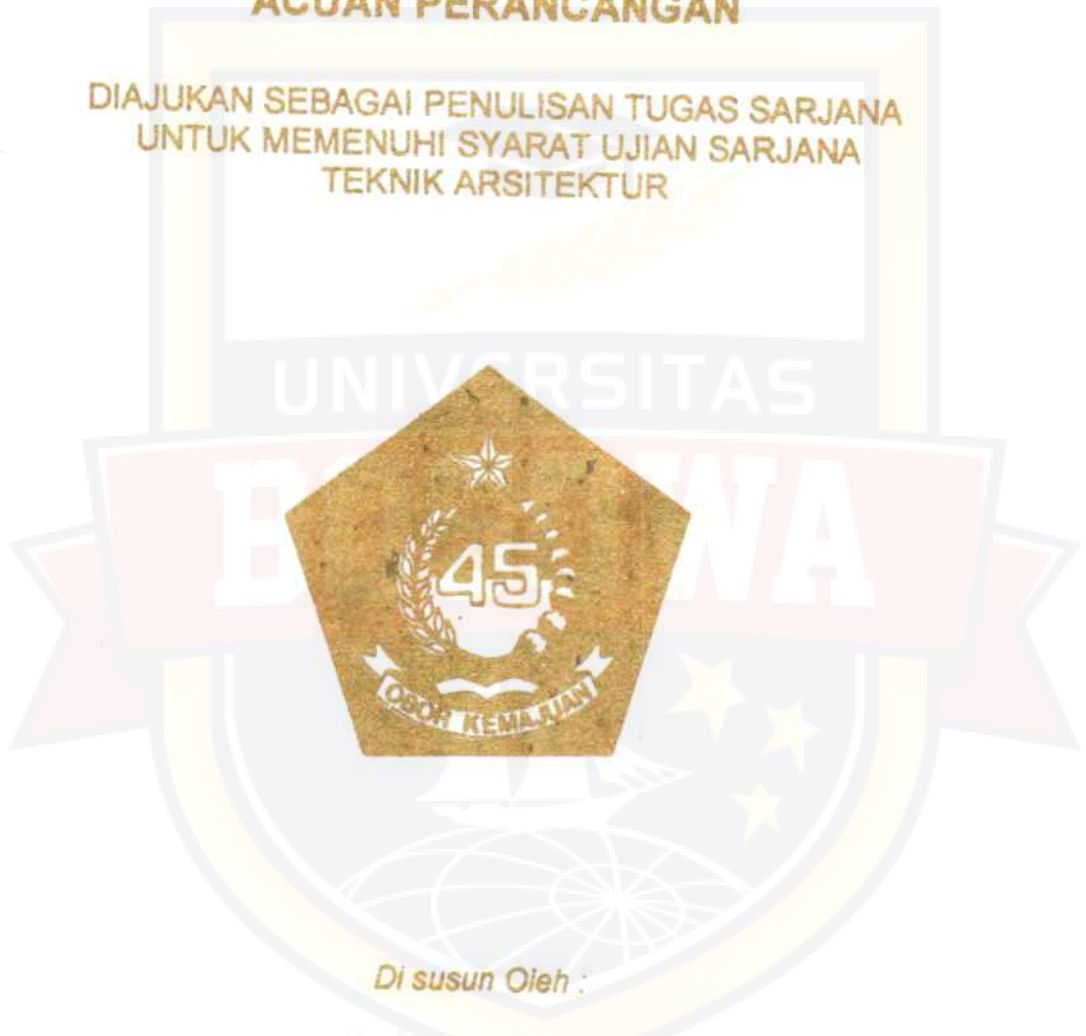 ACUAN PERANCANGAN
DIAJUKAN SEBAGAI PENULISAN TUGAS SARJANA
UNTUK MEMENUHI SYARAT UJIAN SARJANA
TEKNIK ARSITEKTUR
UNIVERSITAS
45
OBOR KEMAJUAN
Di susun Oleh :